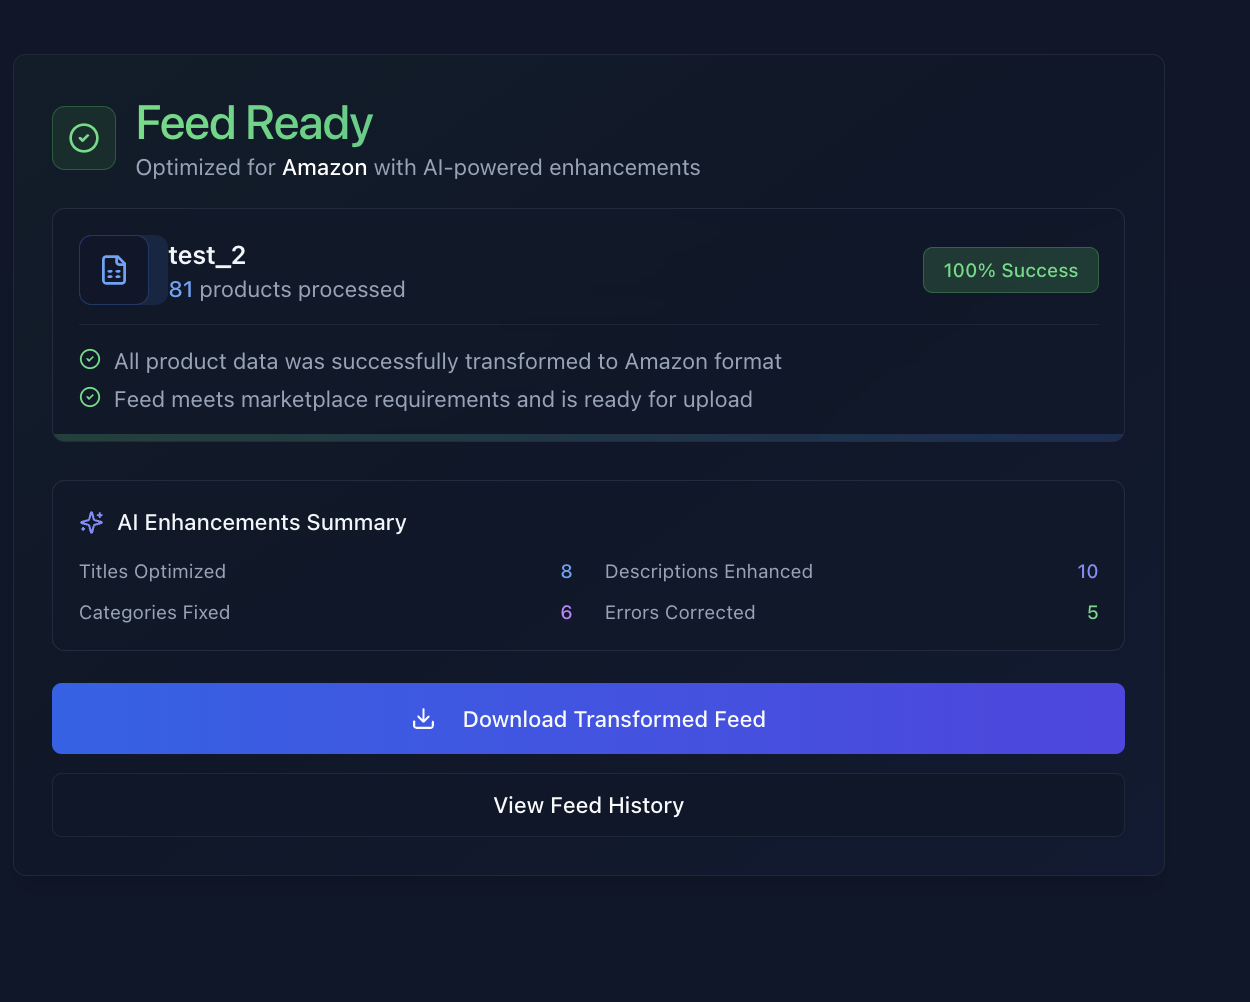 Feed Ready
Optimized for Amazon with AI-powered enhancements
test_2
81 products processed
100% Success
All product data was successfully transformed to Amazon format
Feed meets marketplace requirements and is ready for upload
AI Enhancements Summary
Titles Optimized 8
Descriptions Enhanced 10
Categories Fixed 6
Errors Corrected 5
Download Transformed Feed
View Feed History